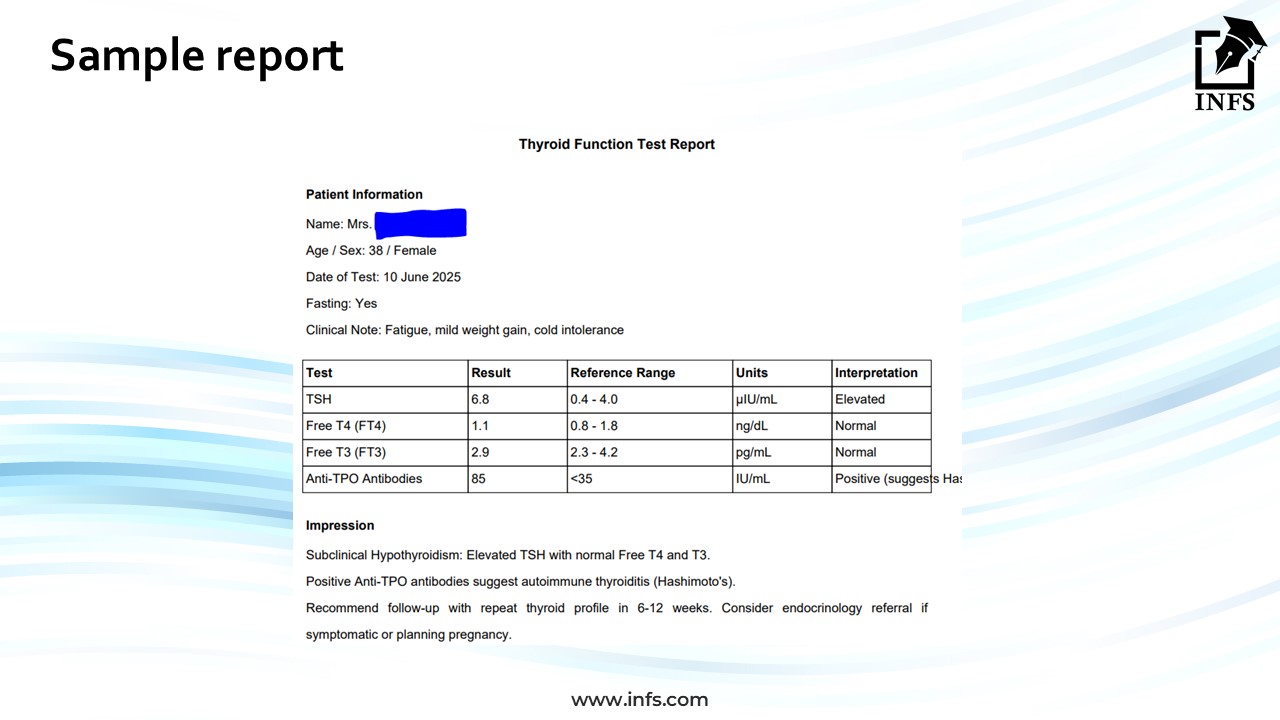 Sample report
INFS
Thyroid Function Test Report
Patient Information
Name: Mrs.
Age / Sex: 38 / Female
Date of Test: 10 June 2025
Fasting: Yes
Clinical Note: Fatigue, mild weight gain, cold intolerance
Test Result Reference Range Units Interpretation
TSH 6.8 0.4 - 4.0 µIU/mL Elevated
Free T4 (FT4) 1.1 0.8 - 1.8 ng/dL Normal
Free T3 (FT3) 2.9 2.3 - 4.2 pg/mL Normal
Anti-TPO Antibodies 85 <35 IU/mL Positive (suggests Has
Impression
Subclinical Hypothyroidism: Elevated TSH with normal Free T4 and T3.
Positive Anti-TPO antibodies suggest autoimmune thyroiditis (Hashimoto's).
Recommend follow-up with repeat thyroid profile in 6-12 weeks. Consider endocrinology referral if
symptomatic or planning pregnancy.
www.infs.com